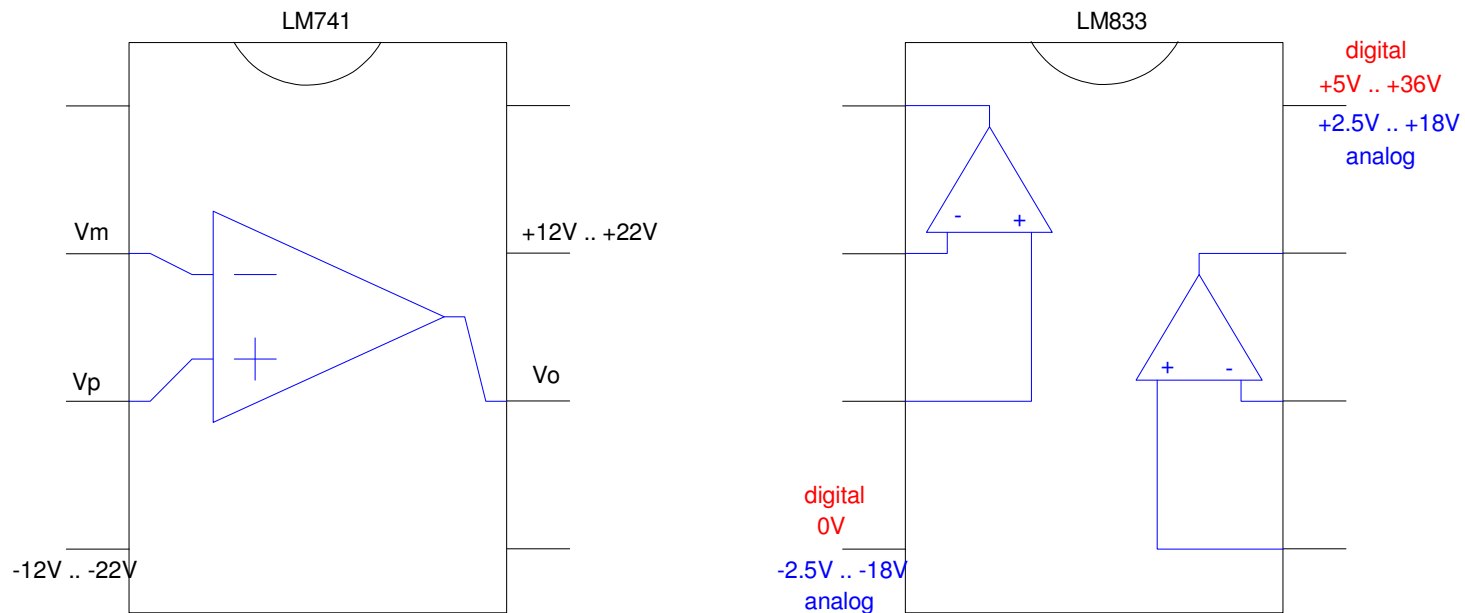 LM741
Vm
Vp
-12V .. -22V
+12V .. +22V
Vo
LM833
digital
+5V .. +36V
+2.5V .. +18V
analog
- +
+ -
digital
0V
-2.5V .. -18V
analog